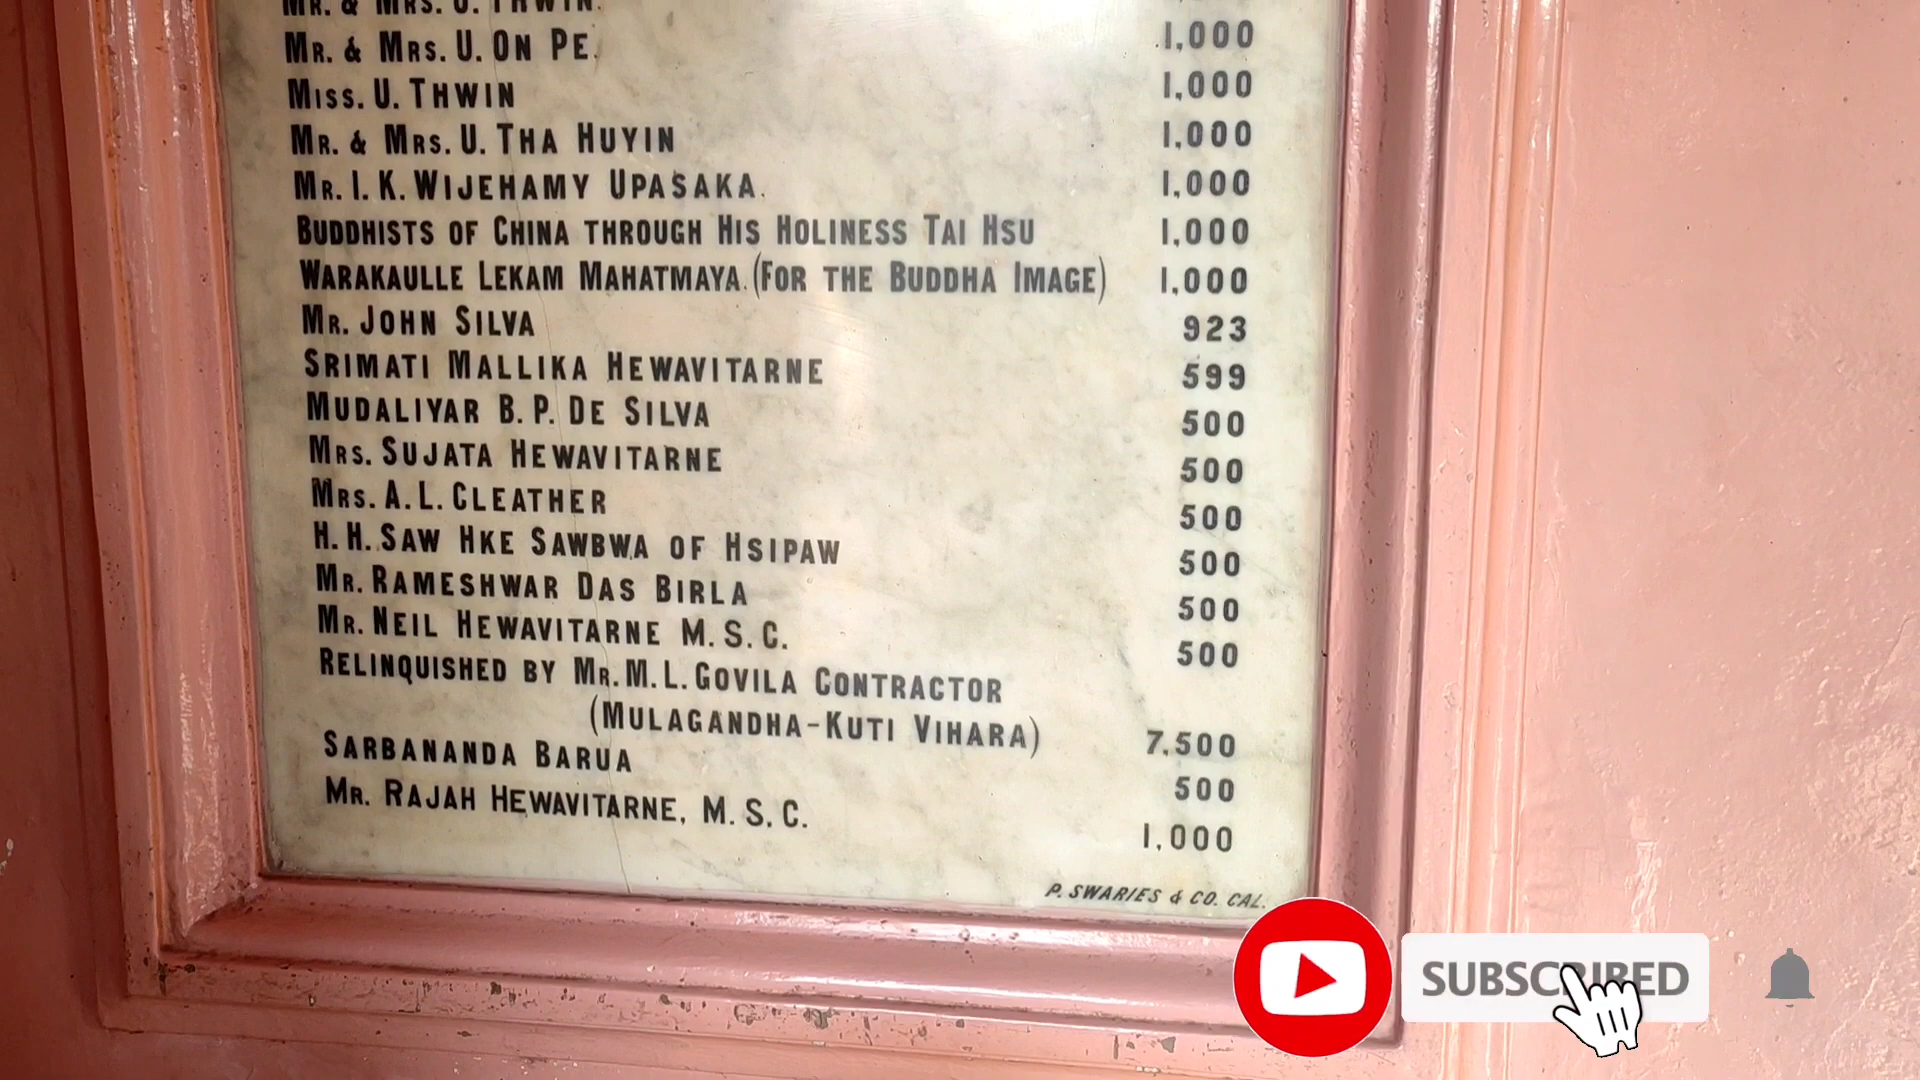 MR. & MRS. U. THWIN.
MR. & MRS. U. ON PE. 1,000
MISS. U. THWIN 1,000
MR. & MRS. U. THA HUYIN 1,000
MR. I. K. WIJEHAMY UPASAKA. 1,000
BUDDHISTS OF CHINA THROUGH HIS HOLINESS TAI HSU 1,000
WARAKAULLE LEKAM MAHATMAYA. (FOR THE BUDDHA IMAGE) 1,000
MR. JOHN SILVA 923
SRIMATI MALLIKA HEWAVITARNE 599
MUDALIYAR B. P. DE SILVA 500
MRS. SUJATA HEWAVITARNE 500
MRS. A. L. CLEATHER 500
H. H. SAW HKE SAWBWA OF HSIPAW 500
MR. RAMESHWAR DAS BIRLA 500
MR. NEIL HEWAVITARNE M. S. C. 500
RELINQUISHED BY MR. M. L. GOVILA CONTRACTOR
(MULAGANDHA-KUTI VIHARA) 7,500
SARBANANDA BARUA 500
MR. RAJAH HEWAVITARNE, M. S. C. 1,000
P. SWARIES & CO. CAL.
SUBSCRIBED